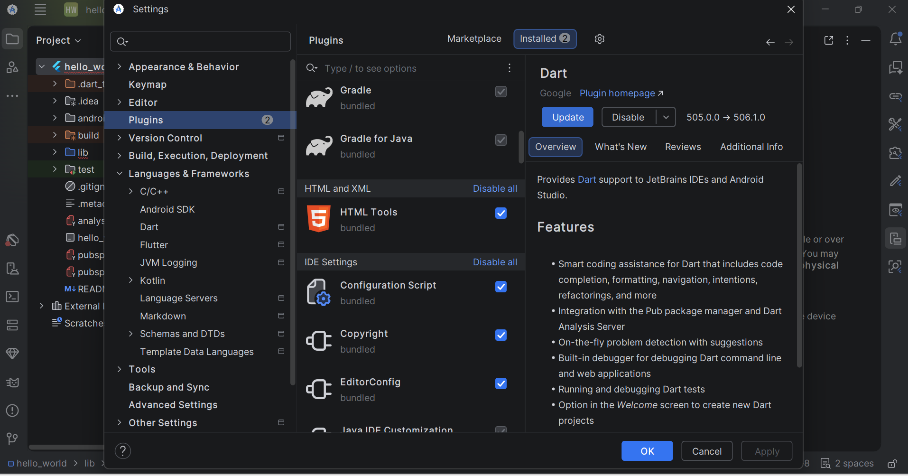 HW hello
Settings
Project
hello_world
.dart_t
.idea
androi
build
lib
test
.gitign
.metac
analys
hello_
pubsp
pubsp
M↓ READM
External L
Scratche
Appearance & Behavior
Keymap
Editor
Plugins 2
Version Control
Build, Execution, Deployment
Languages & Frameworks
C/C++
Android SDK
Dart
Flutter
JVM Logging
Kotlin
Language Servers
Markdown
Schemas and DTDs
Template Data Languages
Tools
Backup and Sync
Advanced Settings
Other Settings
?
Plugins
Marketplace
Installed 2
Type / to see options
Gradle
bundled
Gradle for Java
bundled
HTML and XML Disable all
HTML Tools
bundled
IDE Settings Disable all
Configuration Script
bundled
Copyright
bundled
EditorConfig
bundled
Java IDE Customization
Dart
Google Plugin homepage ↗
Update Disable 505.0.0 → 506.1.0
Overview What's New Reviews Additional Info
Provides Dart support to JetBrains IDEs and Android
Studio.
Features
• Smart coding assistance for Dart that includes code
completion, formatting, navigation, intentions,
refactorings, and more
• Integration with the Pub package manager and Dart
Analysis Server
• On-the-fly problem detection with suggestions
• Built-in debugger for debugging Dart command line
and web applications
• Running and debugging Dart tests
• Option in the Welcome screen to create new Dart
projects
OK Cancel Apply
le or over
You may
physical
device
hello_world > lib >
8 2 spaces